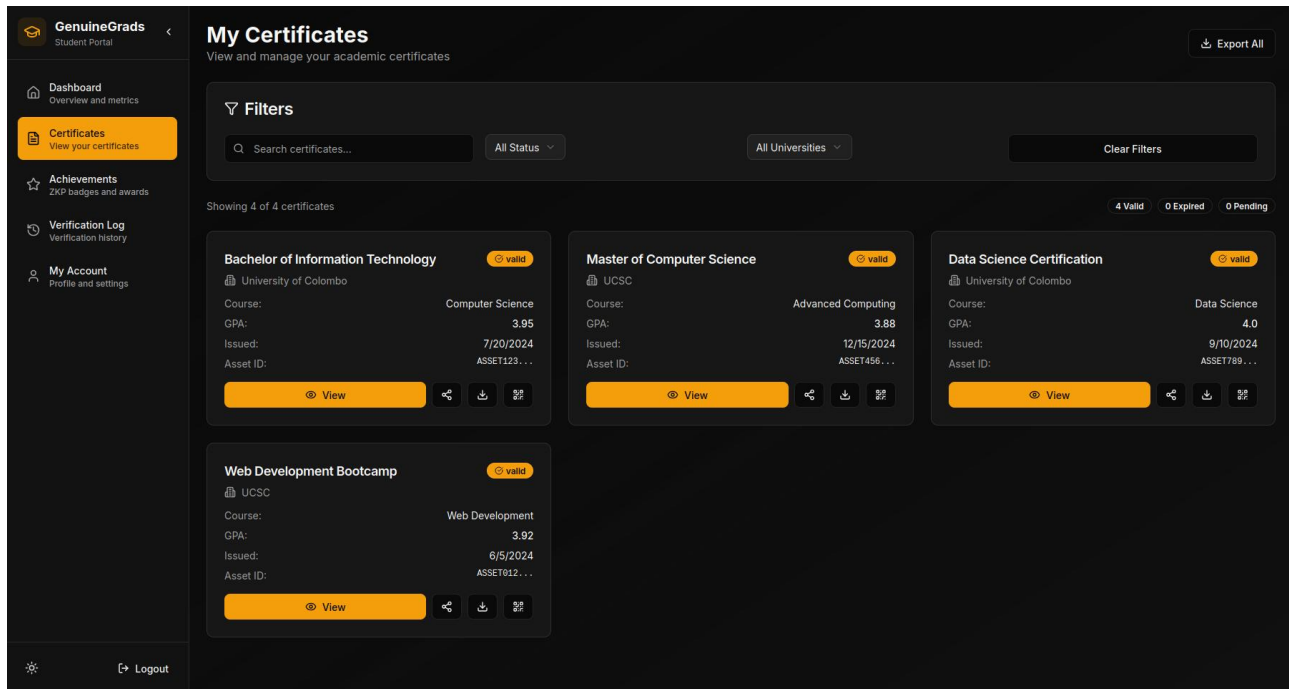 GenuineGrads
Student Portal
Dashboard
Overview and metrics
Certificates
View your certificates
Achievements
ZKP badges and awards
Verification Log
Verification history
My Account
Profile and settings
Logout
My Certificates
View and manage your academic certificates
Export All
Filters
Search certificates...
All Status
All Universities
Clear Filters
Showing 4 of 4 certificates
4 Valid
0 Expired
0 Pending
Bachelor of Information Technology
valid
University of Colombo
Course: Computer Science
GPA: 3.95
Issued: 7/20/2024
Asset ID: ASSET123...
View
Master of Computer Science
valid
UCSC
Course: Advanced Computing
GPA: 3.88
Issued: 12/15/2024
Asset ID: ASSET456...
View
Data Science Certification
valid
University of Colombo
Course: Data Science
GPA: 4.0
Issued: 9/10/2024
Asset ID: ASSET789...
View
Web Development Bootcamp
valid
UCSC
Course: Web Development
GPA: 3.92
Issued: 6/5/2024
Asset ID: ASSET012...
View